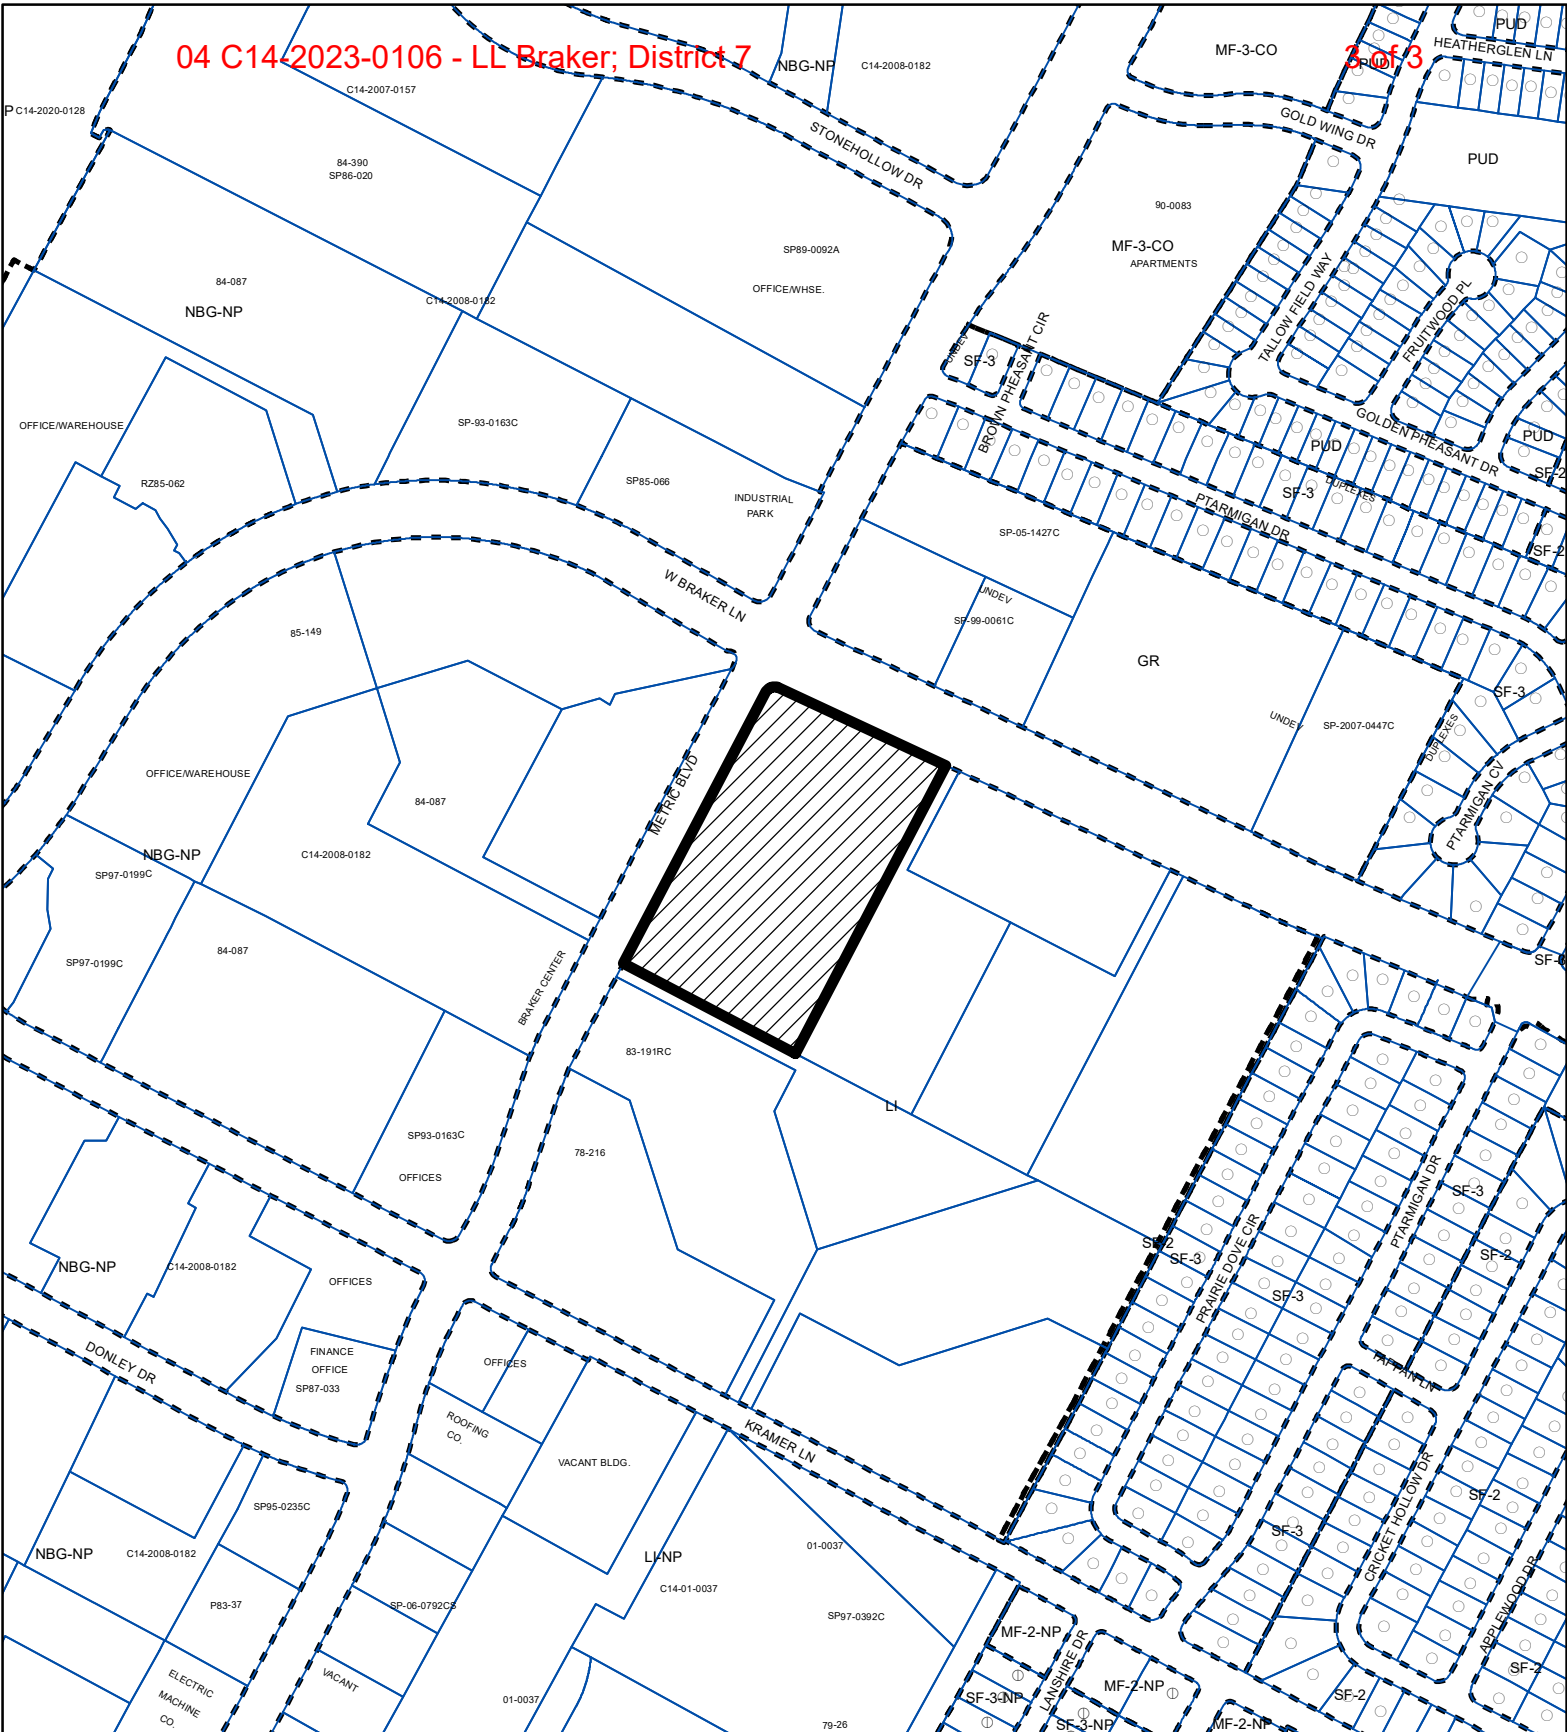 04 C14-2023-0106 - LL Braker; District 7
3 of 3
PUD
HEATHERGLEN LN
MF-3-CO
PUD
NBG-NP
C14-2008-0182
C14-2007-0157
P
C14-2020-0128
GOLD WING DR
STONEHOLLOW DR
PUD
84-390
SP86-020
90-0083
MF-3-CO
APARTMENTS
SP89-0092A
OFFICE/WHSE.
84-087
NBG-NP
C14-2008-0182
TALLOW FIELD WAY
FRUITWOOD PL
UNDEV
SF-3
BROWN PHEASANT CIR
GOLDEN PHEASANT DR
PUD
PUD
SF-2
OFFICE/WAREHOUSE
SP-93-0163C
RZ85-062
SP85-066
INDUSTRIAL
PARK
SF-3
DUPLEXES
PTARMIGAN DR
SP-05-1427C
SF-2
W BRAKER LN
UNDEV
SP-99-0061C
85-149
GR
SF-3
UNDEV
SP-2007-0447C
DUPLEXES
PTARMIGAN CV
OFFICE/WAREHOUSE
84-087
METRIC BLVD
NBG-NP
C14-2008-0182
SP97-0199C
84-087
SP97-0199C
BRAKER CENTER
83-191RC
LI
SP93-0163C
OFFICES
78-216
PTARMIGAN DR
SF-3
SF-2
SF-2
SF-3
PRAIRIE DOVE CIR
SF-3
NBG-NP
C14-2008-0182
OFFICES
DONLEY DR
FINANCE
OFFICE
SP87-033
OFFICES
TAPPAN LN
ROOFING
CO.
KRAMER LN
VACANT BLDG.
SP95-0235C
SF-2
SF-3
CRICKET HOLLOW DR
NBG-NP
C14-2008-0182
LI-NP
01-0037
C14-01-0037
APPLEWOOD DR
P83-37
SP-06-0792CS
SP97-0392C
MF-2-NP
LANSHIRE DR
SF-2
ELECTRIC
MACHINE
CO.
VACANT
01-0037
SF-3-NP
MF-2-NP
SF-2
79-26
SF-3-NP
MF-2-NP